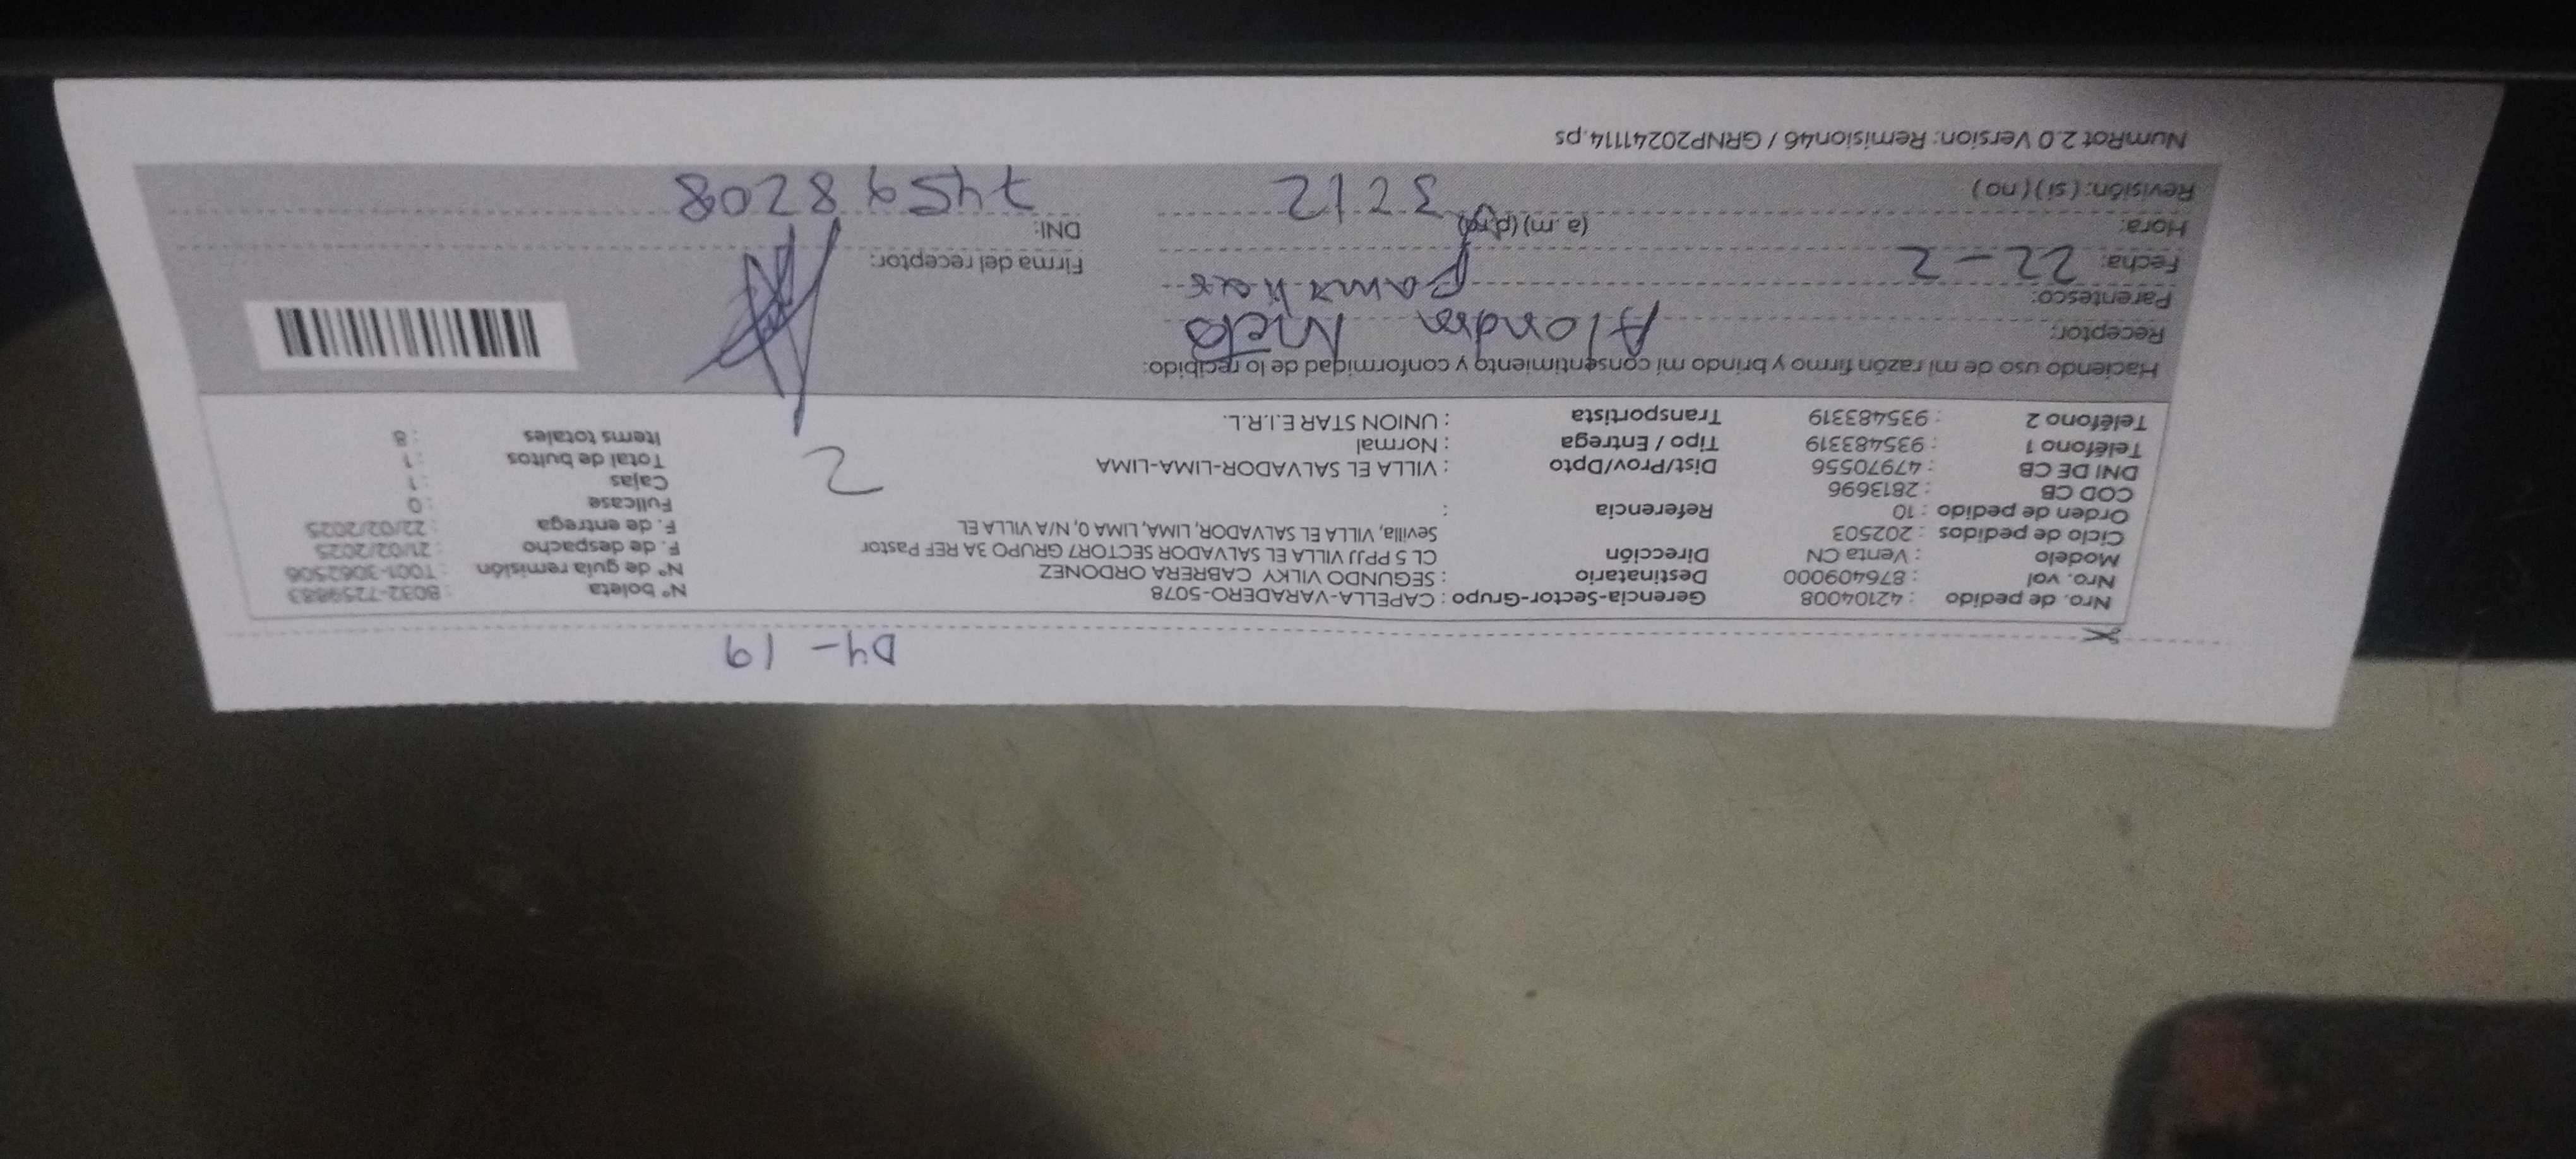 D4-19
Nro. de pedido : 42104008 Gerencia-Sector-Grupo : CAPELLA-VARADERO-5078 N° boleta : B032-7259883
Nro. vol : 876409000 Destinatario : SEGUNDO VILKY CABRERA ORDONEZ N° de guía remisión : T001-3062506
Modelo : Venta CN Dirección CL 5 PPJJ VILLA EL SALVADOR SECTOR7 GRUPO 3A REF Pastor F. de despacho : 21/02/2025
Ciclo de pedidos : 202503 Sevilla, VILLA EL SALVADOR, LIMA, LIMA 0, N/A VILLA EL F. de entrega : 22/02/2025
Orden de pedido : 10 Referencia : Fullcase : 0
COD CB : 2813696 Cajas : 1
DNI DE CB : 47970556 Dist/Prov/Dpto : VILLA EL SALVADOR-LIMA-LIMA 2 Total de bultos : 1
Teléfono 1 : 935483319 Tipo / Entrega : Normal Items totales : 8
Teléfono 2 : 935483319 Transportista : UNION STAR E.I.R.L.
Haciendo uso de mi razón firmo y brindo mi consentimiento y conformidad de lo recibido:
Receptor: Alondra Nieto
Parentesco:
Fecha: 22-2 Firma del receptor:
Hora: (a.m) (p.m) DNI:
Revisión: ( si ) ( no ) 3212 74598208
NumRot 2.0 Version: Remision46 / GRNP20241114.ps